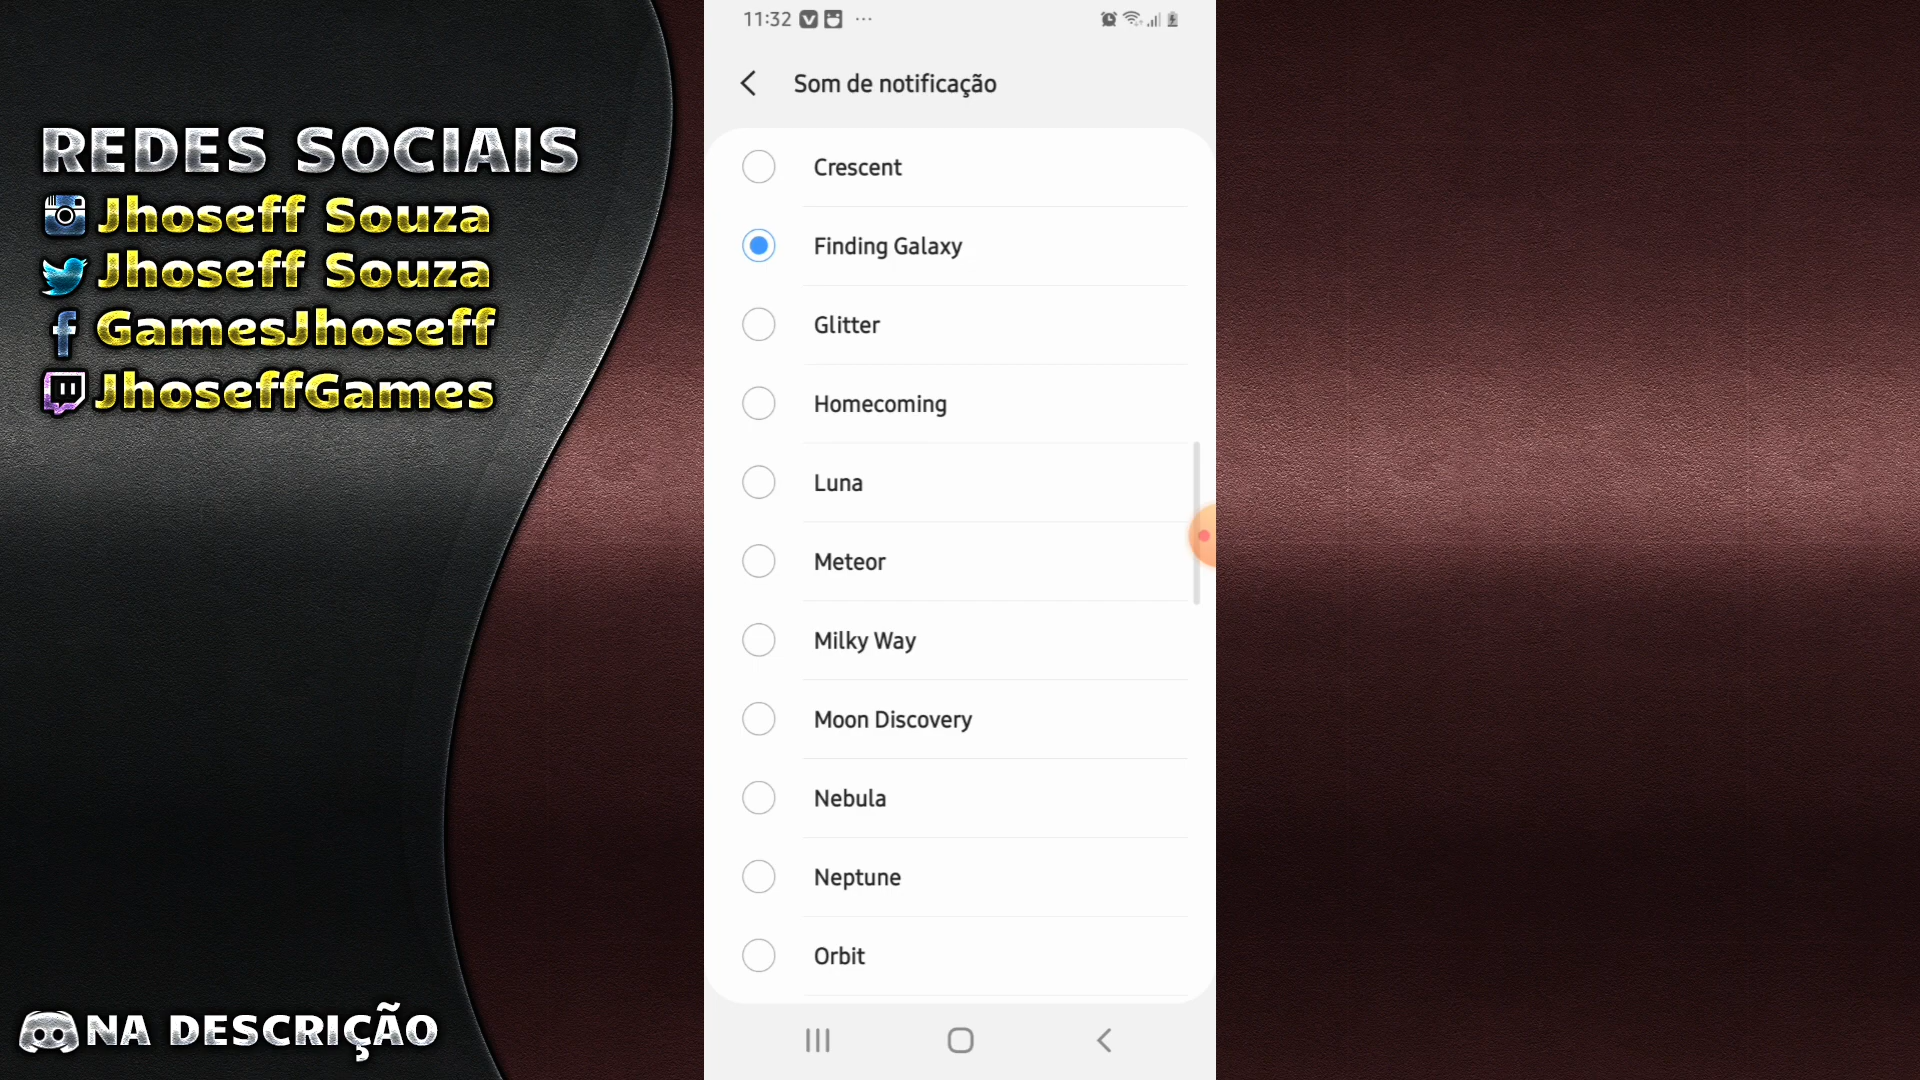 REDES SOCIAIS
Jhoseff Souza
Jhoseff Souza
GamesJhoseff
JhoseffGames
NA DESCRIÇÃO
11:32
Som de notificação
Crescent
Finding Galaxy
Glitter
Homecoming
Luna
Meteor
Milky Way
Moon Discovery
Nebula
Neptune
Orbit